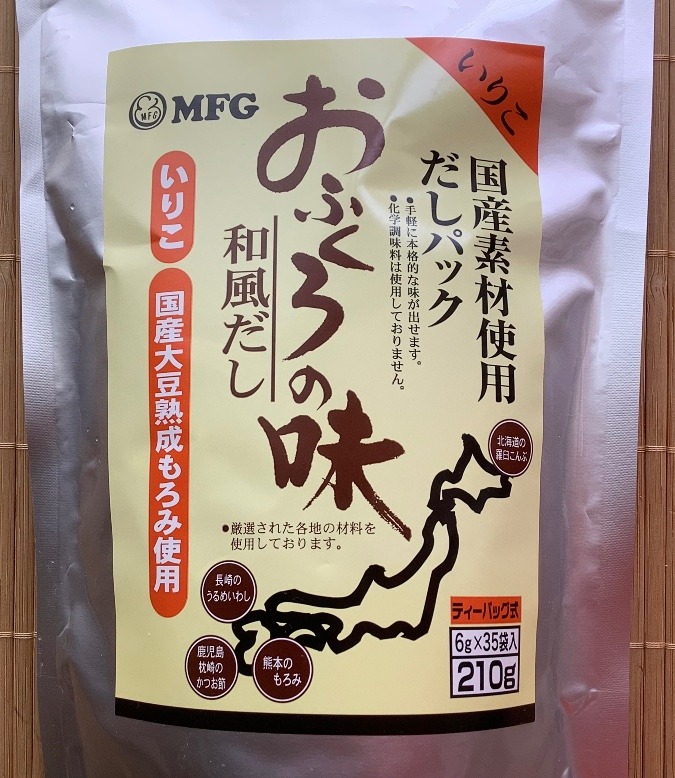 いりこ
MFG
MFG
おふくろの味
和風だし
国産素材使用
だしパック
●手軽に本格的な味が出せます。
●化学調味料は使用しておりません。
いりこ
国産大豆熟成もろみ使用
●厳選された各地の材料を
使用しております。
北海道の
羅臼こんぶ
長崎の
うるめいわし
鹿児島
枕崎の
かつお節
熊本の
もろみ
ティーバッグ式
6g×35袋入
210g